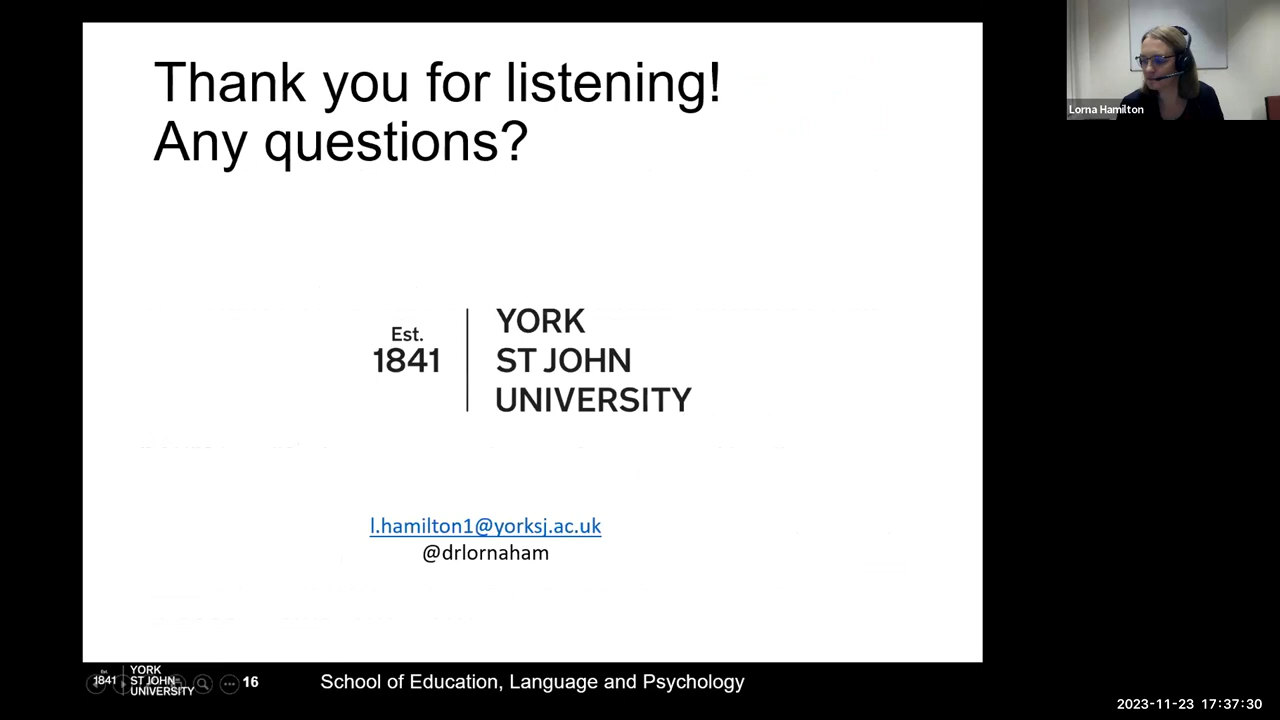 Thank you for listening!
Any questions?
Lorna Hamilton
Est.
1841
YORK
ST JOHN
UNIVERSITY
l.hamilton1@yorksj.ac.uk
@drlornaham
Est.
1841
YORK
ST JOHN
UNIVERSITY
16
School of Education, Language and Psychology
2023-11-23 17:37:30